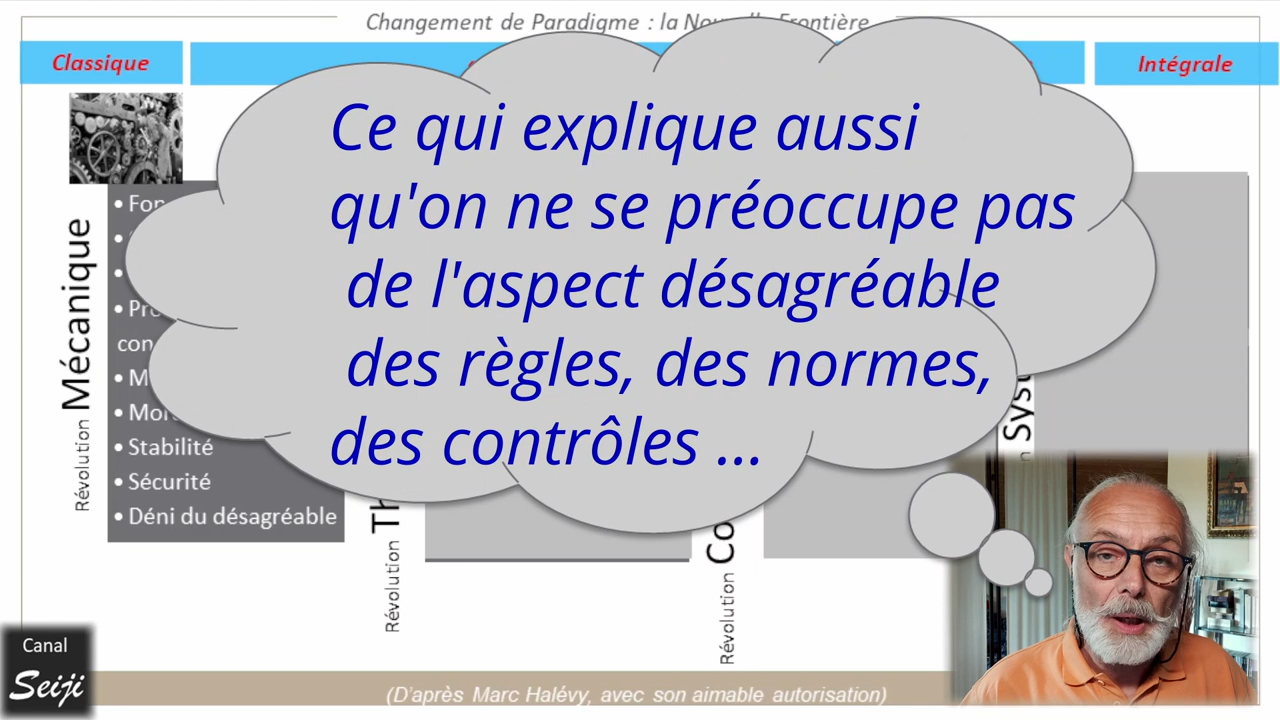 Changement de Paradigme : la Frontière
Classique
Intégrale
Ce qui explique aussi
qu'on ne se préoccupe pas
de l'aspect désagréable
des règles, des normes,
des contrôles ...
Révolution Mécanique
• Stabilité
• Sécurité
• Déni du désagréable
Révolution
Révolution
Canal
Seiji
(D'après Marc Halévy, avec son aimable autorisation)